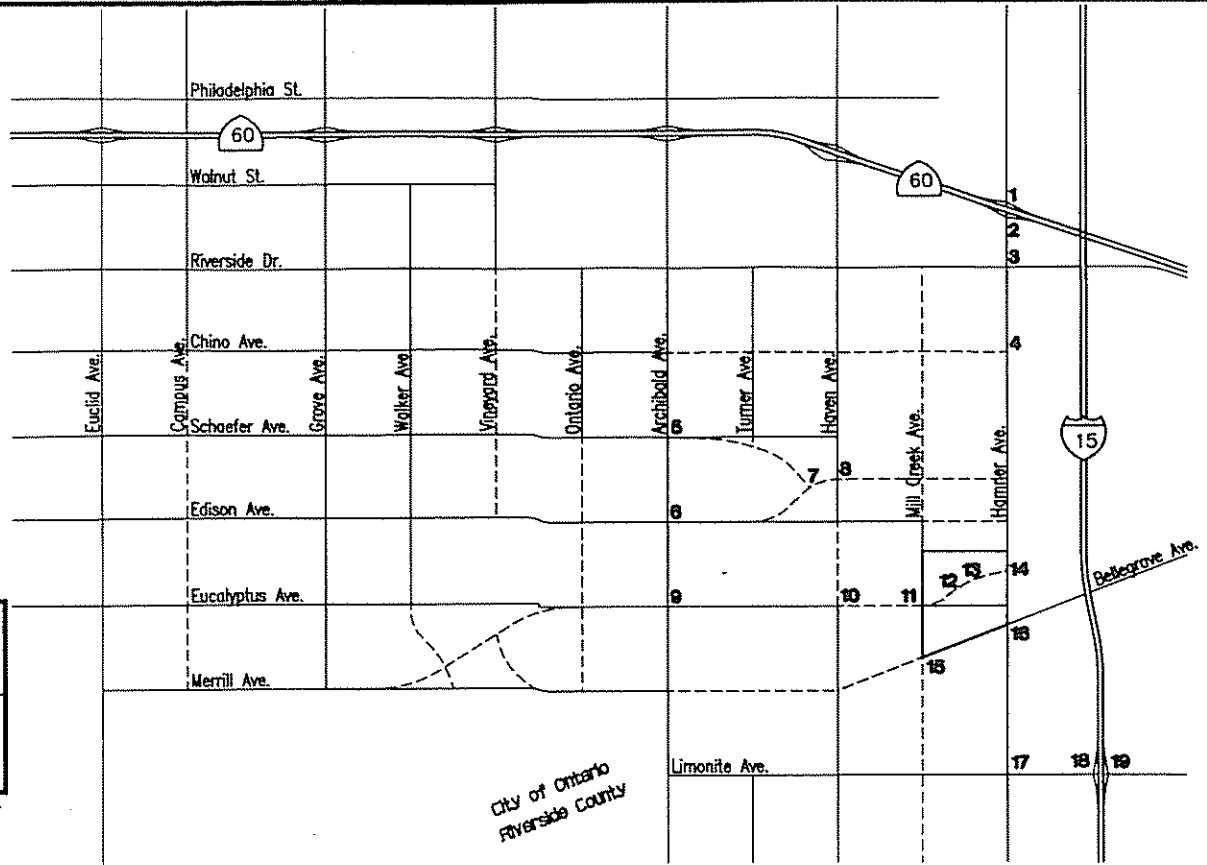 Philadelphia St.
60
Walnut St.
60
1
2
Riverside Dr.
3
Chino Ave.
4
Euclid Ave.
Campus Ave.
Grove Ave.
Walker Ave.
Vineyard Ave.
Ontario Ave.
Archibald Ave.
Turner Ave.
Haven Ave.
Mill Creek Ave.
Hamner Ave.
Schaefer Ave.
5
15
7
8
Edison Ave.
6
Bellegrave Ave.
12
13
14
Eucalyptus Ave.
9
10
11
16
15
Merrill Ave.
Limonite Ave.
17
18
19
City of Ontario
Riverside County